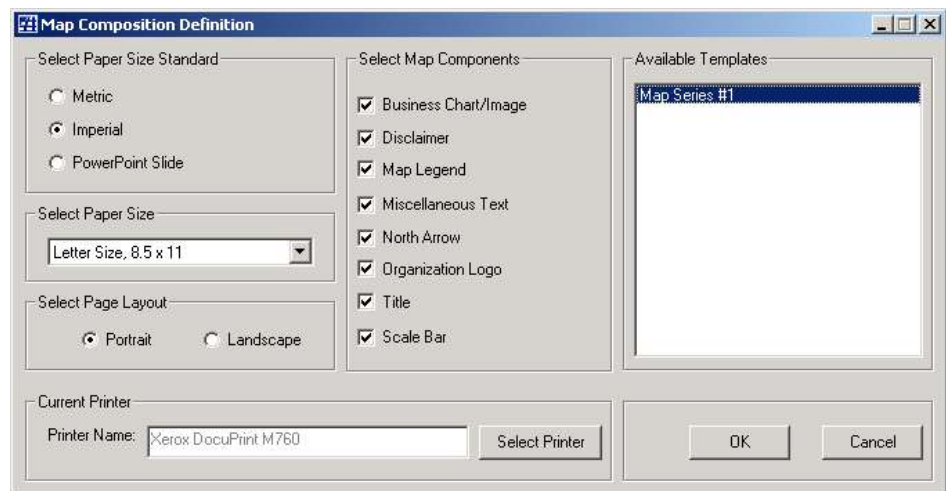 Map Composition Definition
Select Paper Size Standard
Metric
Imperial
PowerPoint Slide
Select Paper Size
Letter Size, 8.5 x 11
Select Page Layout
Portrait
Landscape
Select Map Components
Business Chart/Image
Disclaimer
Map Legend
Miscellaneous Text
North Arrow
Organization Logo
Title
Scale Bar
Available Templates
Map Series #1
Current Printer
Printer Name:
Xerox DocuPrint M760
Select Printer
OK
Cancel